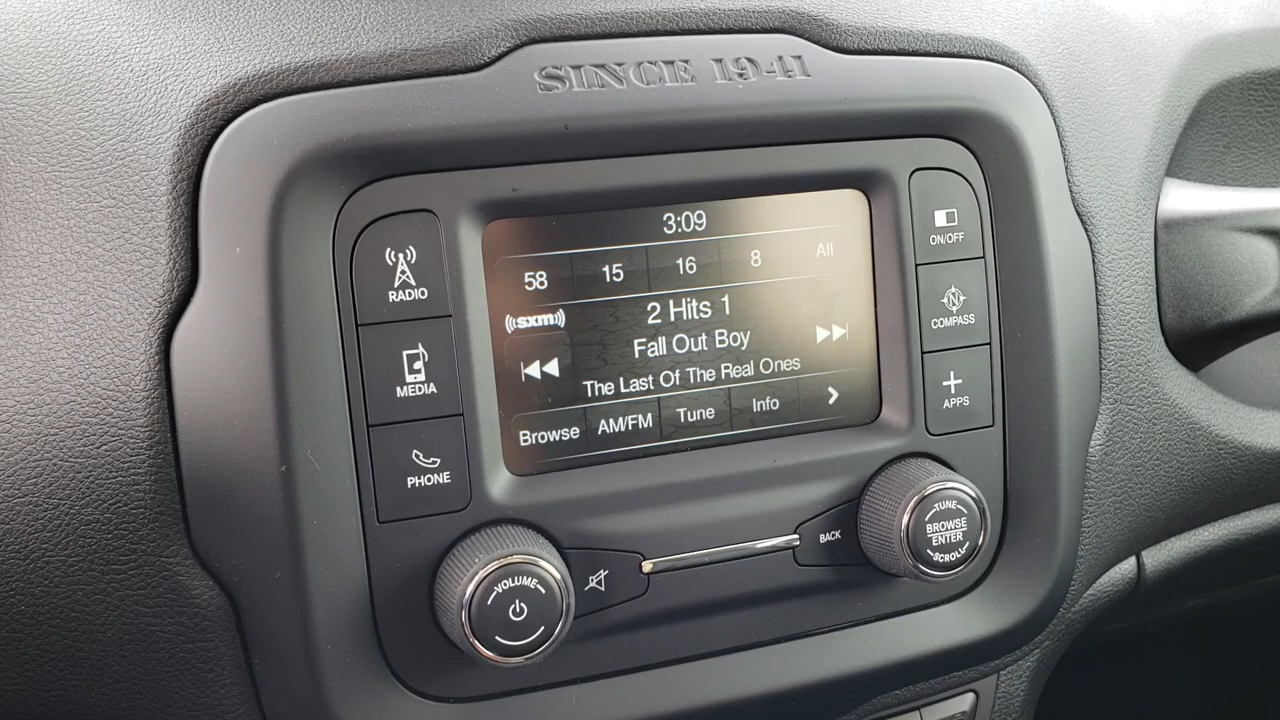 SINCE 1941
3:09
58 15 16 8 All
((sxm))
2 Hits 1
Fall Out Boy
The Last Of The Real Ones
Browse AM/FM Tune Info
RADIO
MEDIA
PHONE
ON/OFF
N
COMPASS
APPS
VOLUME
BACK
TUNE
BROWSE
ENTER
SCROLL